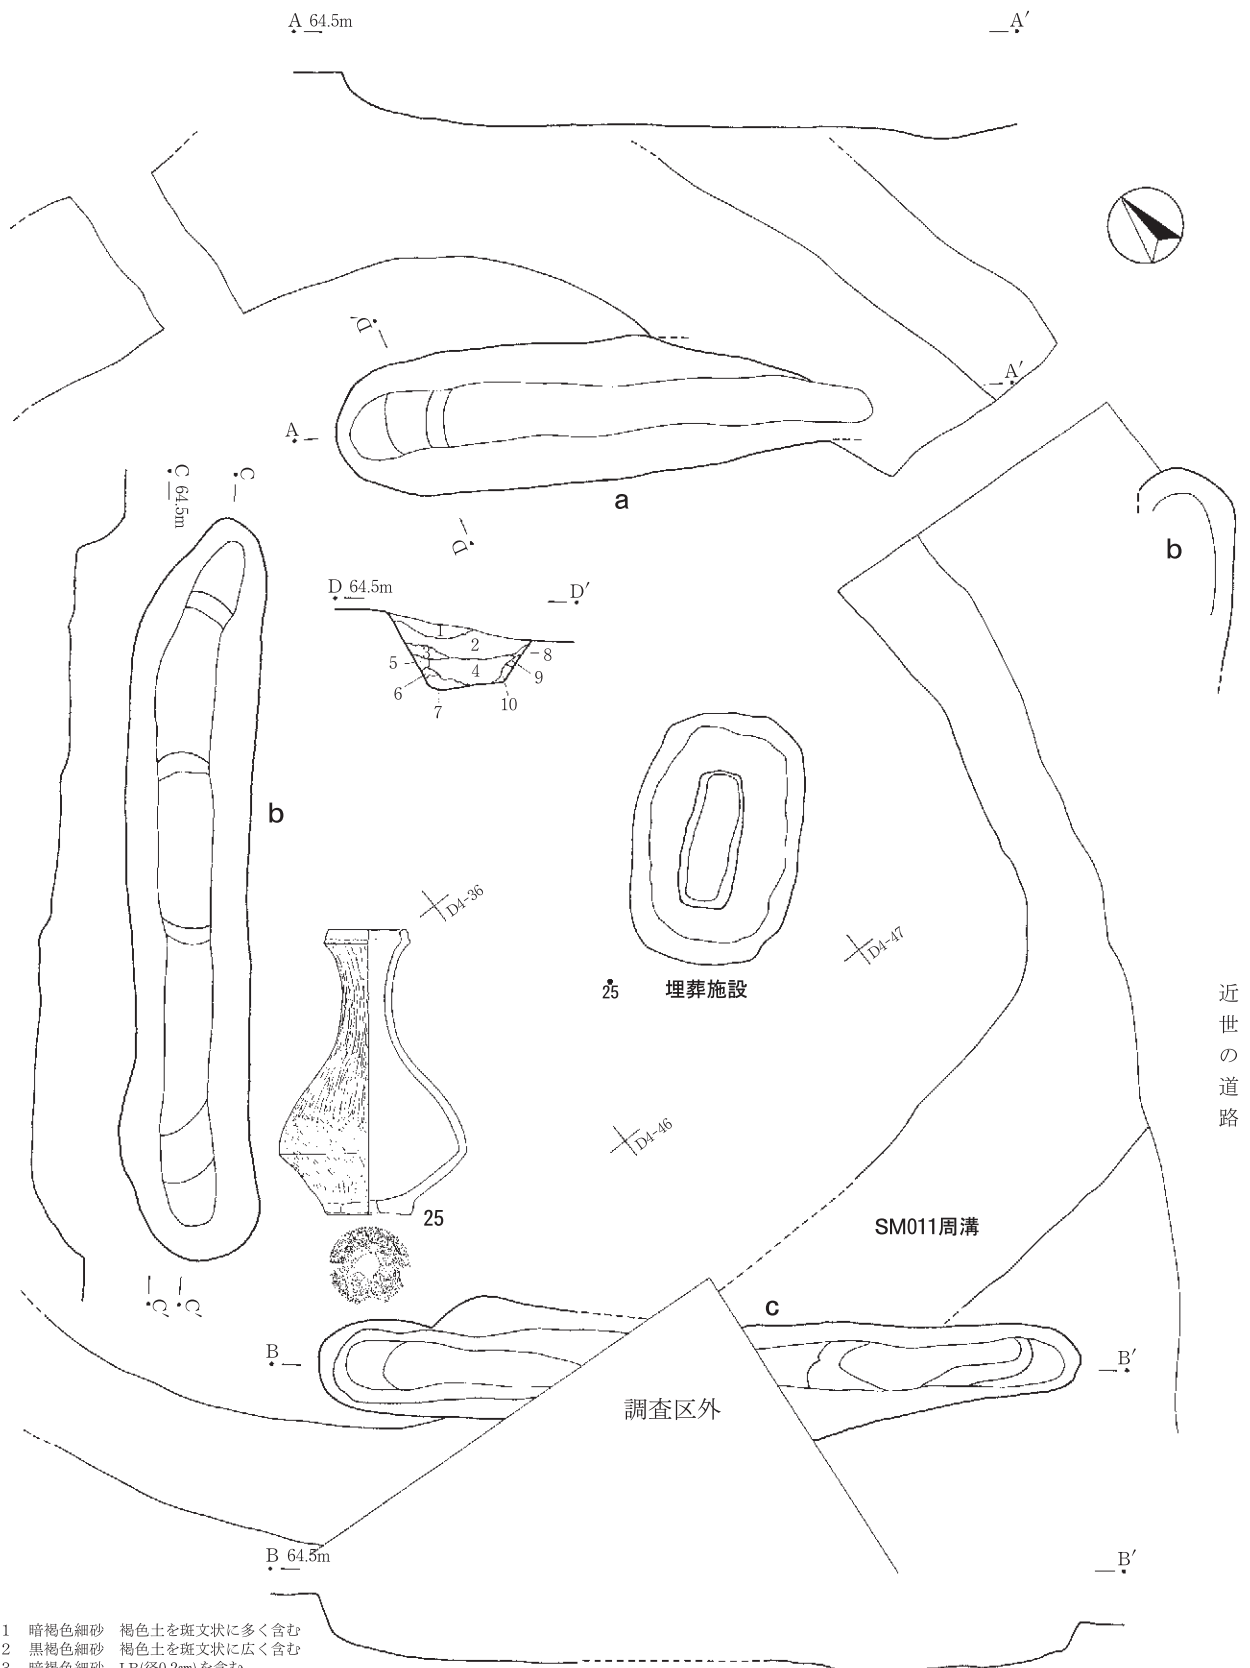 A 64.5m
A′
D′
A′
A
a
C
C 64.5m
b
D
D 64.5m
D′
1
2
3
8
5
4
9
6
10
7
b
D4-36
D4-47
25
埋葬施設
近世の道路
D4-46
25
SM011周溝
C′
C′
c
B
B′
調査区外
B 64.5m
B′
1 暗褐色細砂 褐色土を斑文状に多く含む
2 黒褐色細砂 褐色土を斑文状に広く含む